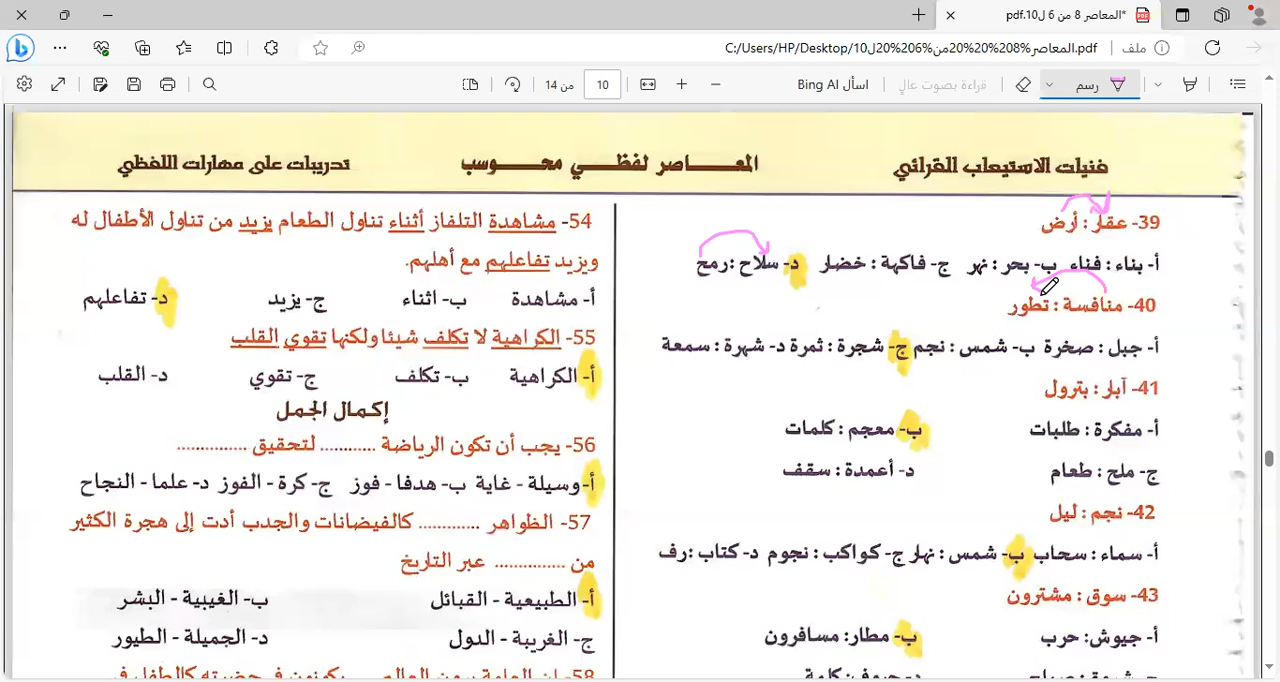 *المعاصر 8 من 6 ل10.pdf
C:/Users/HP/Desktop/المعاصر%208%20%20من%206%20ل10.pdf
ملف
رسم
قراءة بصوت عالٍ
اسأل Bing AI
10
من 14
فنيات الاستيعاب القرائي
المعاصر لفظي محوسب
تدريبات على مهارات اللفظي
39- عقار : أرض
أ- بناء : فناء ب- بحر : نهر ج- فاكهة : خضار د- سلاح :رمح
40- منافسة : تطور
أ- جبل : صخرة ب- شمس : نجم ج- شجرة : ثمرة د- شهرة : سمعة
41- آبار : بترول
أ- مفكرة : طلبات ب- معجم : كلمات
ج- ملح : طعام د- أعمدة : سقف
42- نجم : ليل
أ- سماء : سحاب ب- شمس : نهار ج- كواكب : نجوم د- كتاب :رف
43- سوق : مشترون
أ- جيوش : حرب ب- مطار: مسافرون
54- مشاهدة التلفاز أثناء تناول الطعام يزيد من تناول الأطفال له
ويزيد تفاعلهم مع أهلهم.
أ- مشاهدة ب- اثناء ج- يزيد د- تفاعلهم
55- الكراهية لا تكلف شيئا ولكنها تقوي القلب
أ- الكراهية ب- تكلف ج- تقوي د- القلب
إكمال الجمل
56- يجب أن تكون الرياضة ........... لتحقيق ..............
أ- وسيلة - غاية ب- هدفا - فوز ج- كرة - الفوز د- علما - النجاح
57- الظواهر ............ كالفيضانات والجدب أدت إلى هجرة الكثير
من .............. عبر التاريخ
أ- الطبيعية - القبائل ب- الغيبية - البشر
ج- الغريبة - الدول د- الجميلة - الطيور